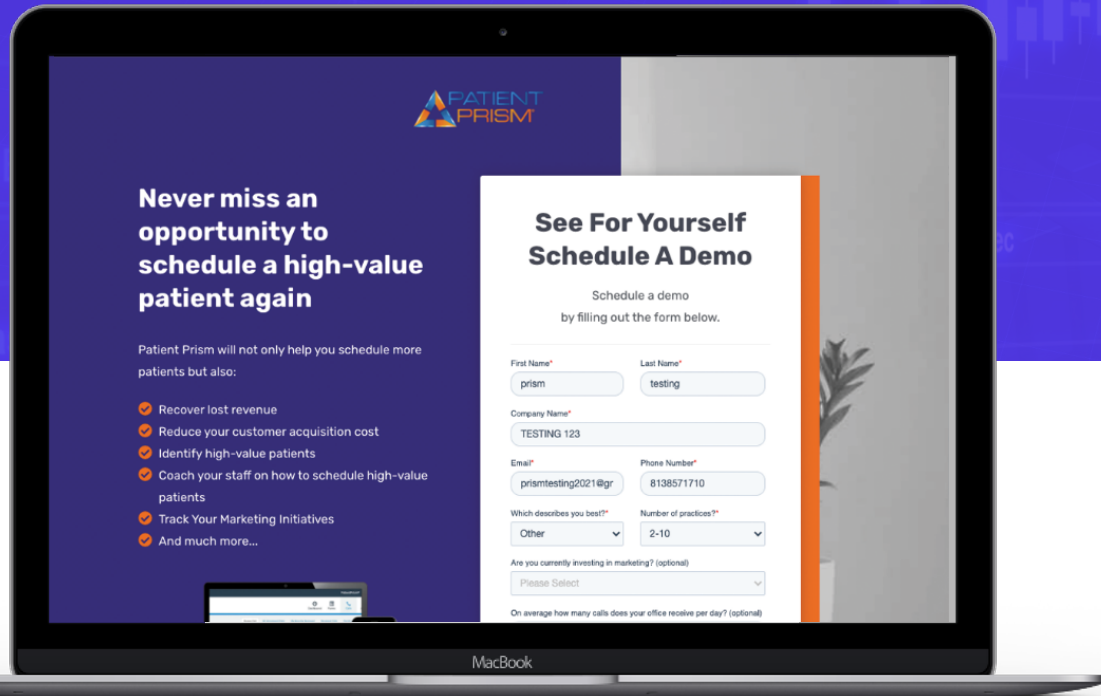 PATIENT
PRISM
Never miss an
opportunity to
schedule a high-value
patient again
Patient Prism will not only help you schedule more
patients but also:
Recover lost revenue
Reduce your customer acquisition cost
Identify high-value patients
Coach your staff on how to schedule high-value
patients
Track Your Marketing Initiatives
And much more...
See For Yourself
Schedule A Demo
Schedule a demo
by filling out the form below.
First Name* Last Name*
prism testing
Company Name*
TESTING 123
Email* Phone Number*
prismtesting2021@gr 8138571710
Which describes you best?* Number of practices?*
Other 2-10
Are you currently investing in marketing? (optional)
Please Select
On average how many calls does your office receive per day? (optional)
MacBook